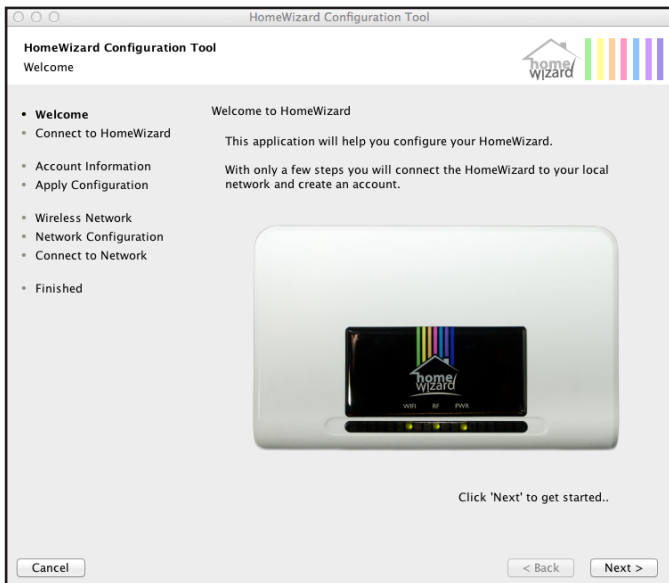 HomeWizard Configuration Tool
HomeWizard Configuration Tool
Welcome
home
wizard
• Welcome
• Connect to HomeWizard
• Account Information
• Apply Configuration
• Wireless Network
• Network Configuration
• Connect to Network
• Finished
Welcome to HomeWizard
This application will help you configure your HomeWizard.
With only a few steps you will connect the HomeWizard to your local
network and create an account.
home
wizard
WIFI RF PWR
Click 'Next' to get started..
Cancel
< Back
Next >